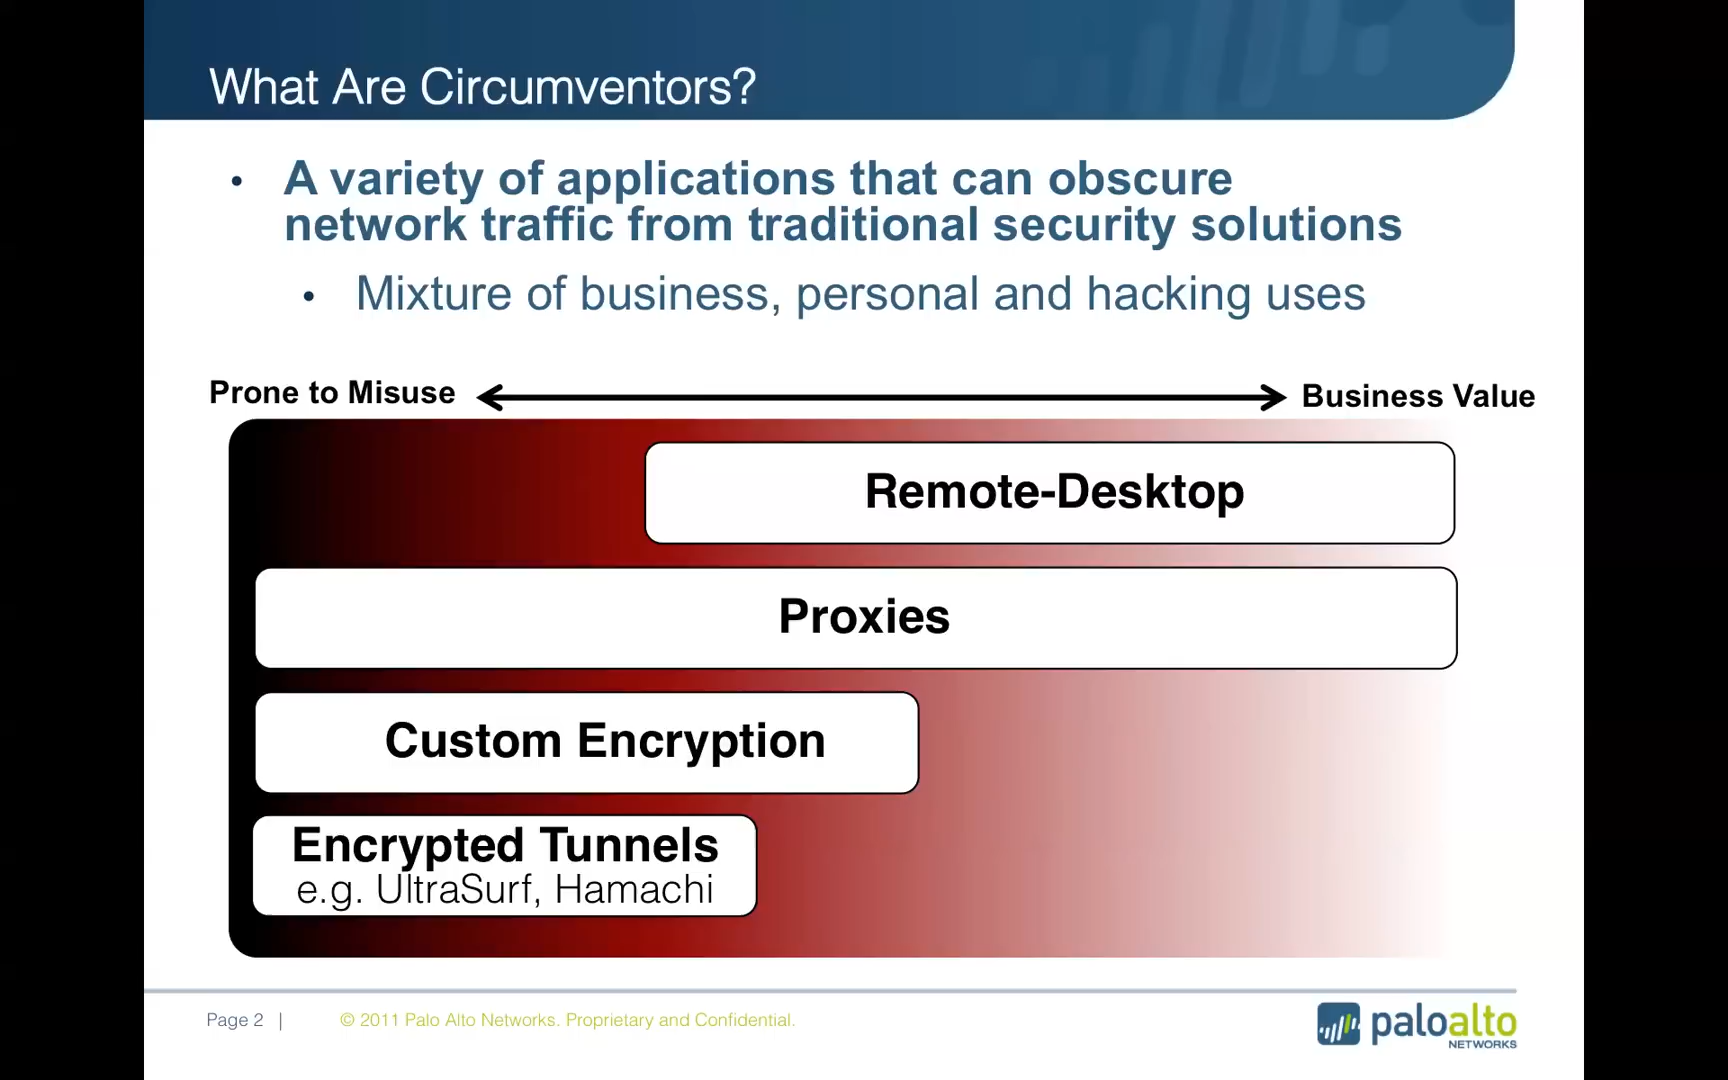 What Are Circumventors?
• A variety of applications that can obscure
network traffic from traditional security solutions
• Mixture of business, personal and hacking uses
Prone to Misuse
Business Value
Remote-Desktop
Proxies
Custom Encryption
Encrypted Tunnels
e.g. UltraSurf, Hamachi
Page 2 |
© 2011 Palo Alto Networks. Proprietary and Confidential.
paloalto
NETWORKS